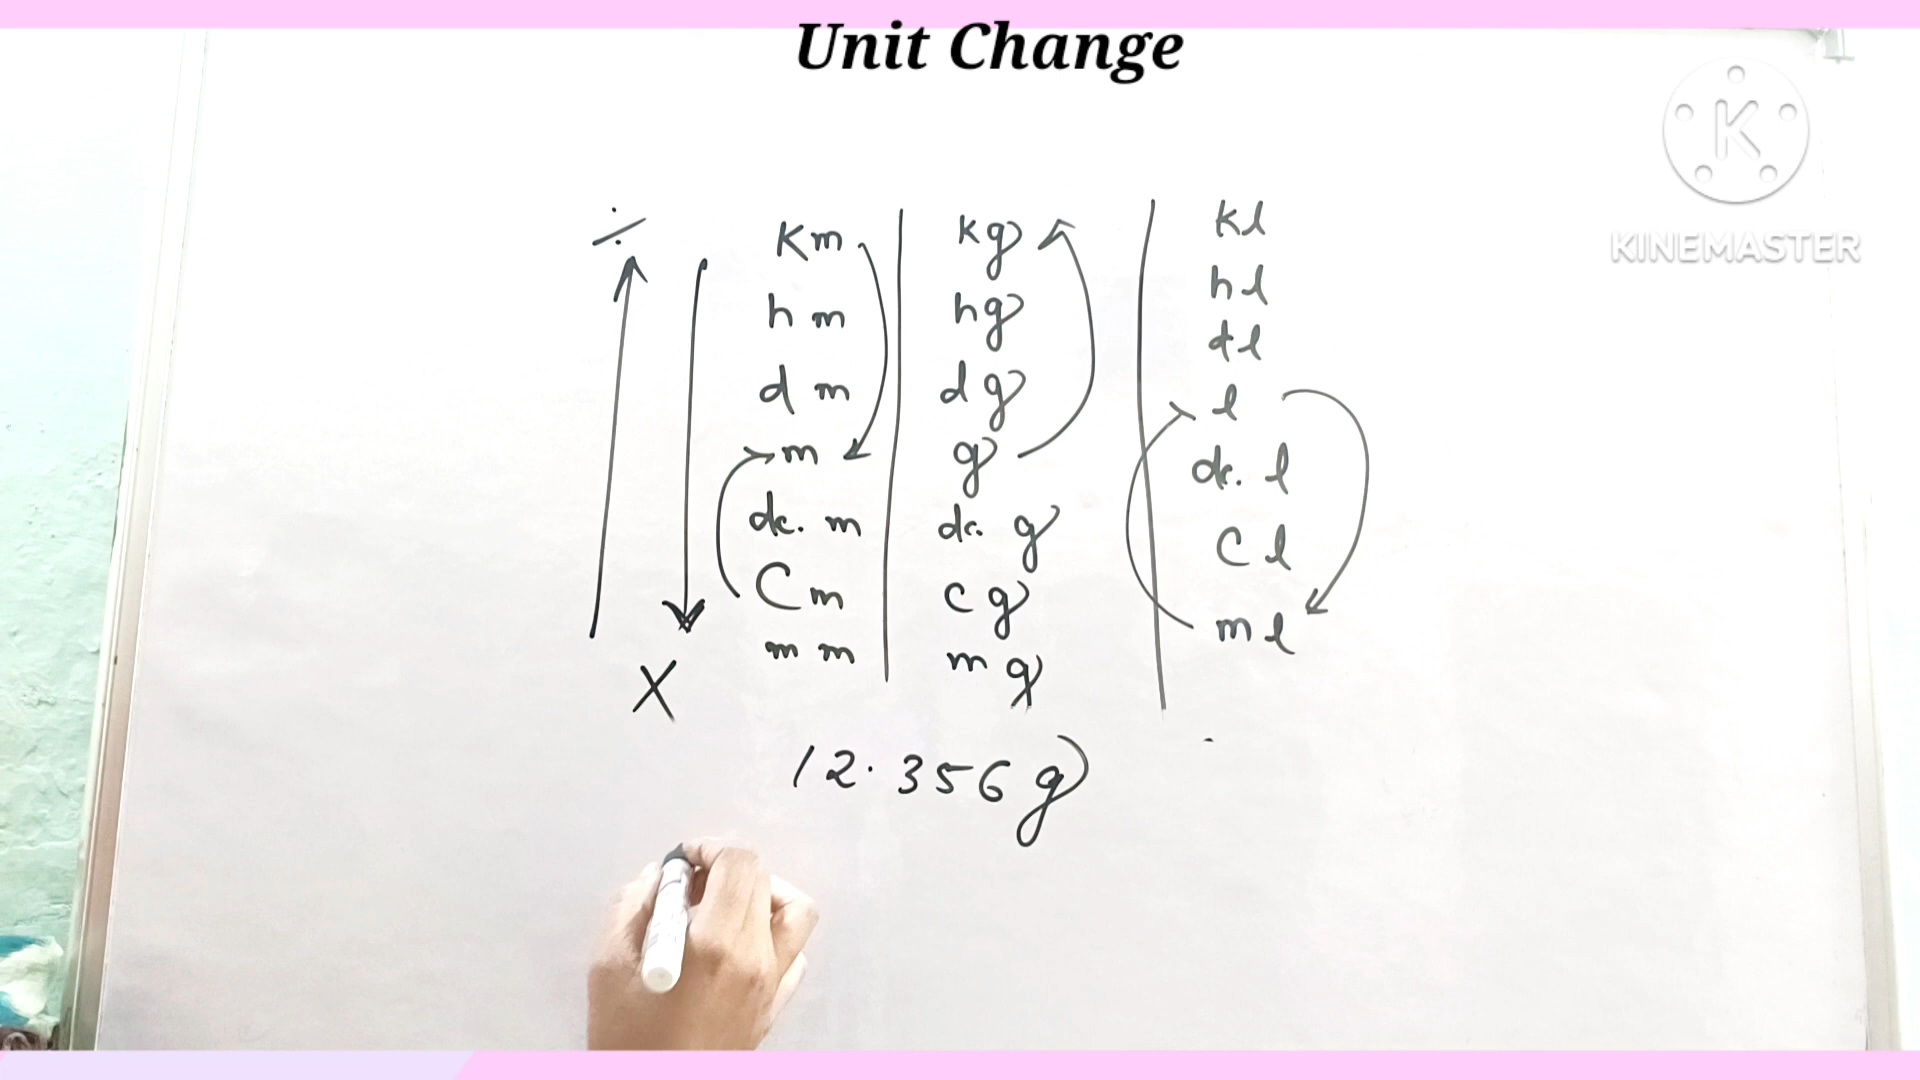 Unit Change
K
KINEMASTER
÷
Km kg kl
hm hg hl
dm dg dl
m g l
dc. m dc. g dc. l
Cm cg Cl
mm mg ml
X
12.356 g